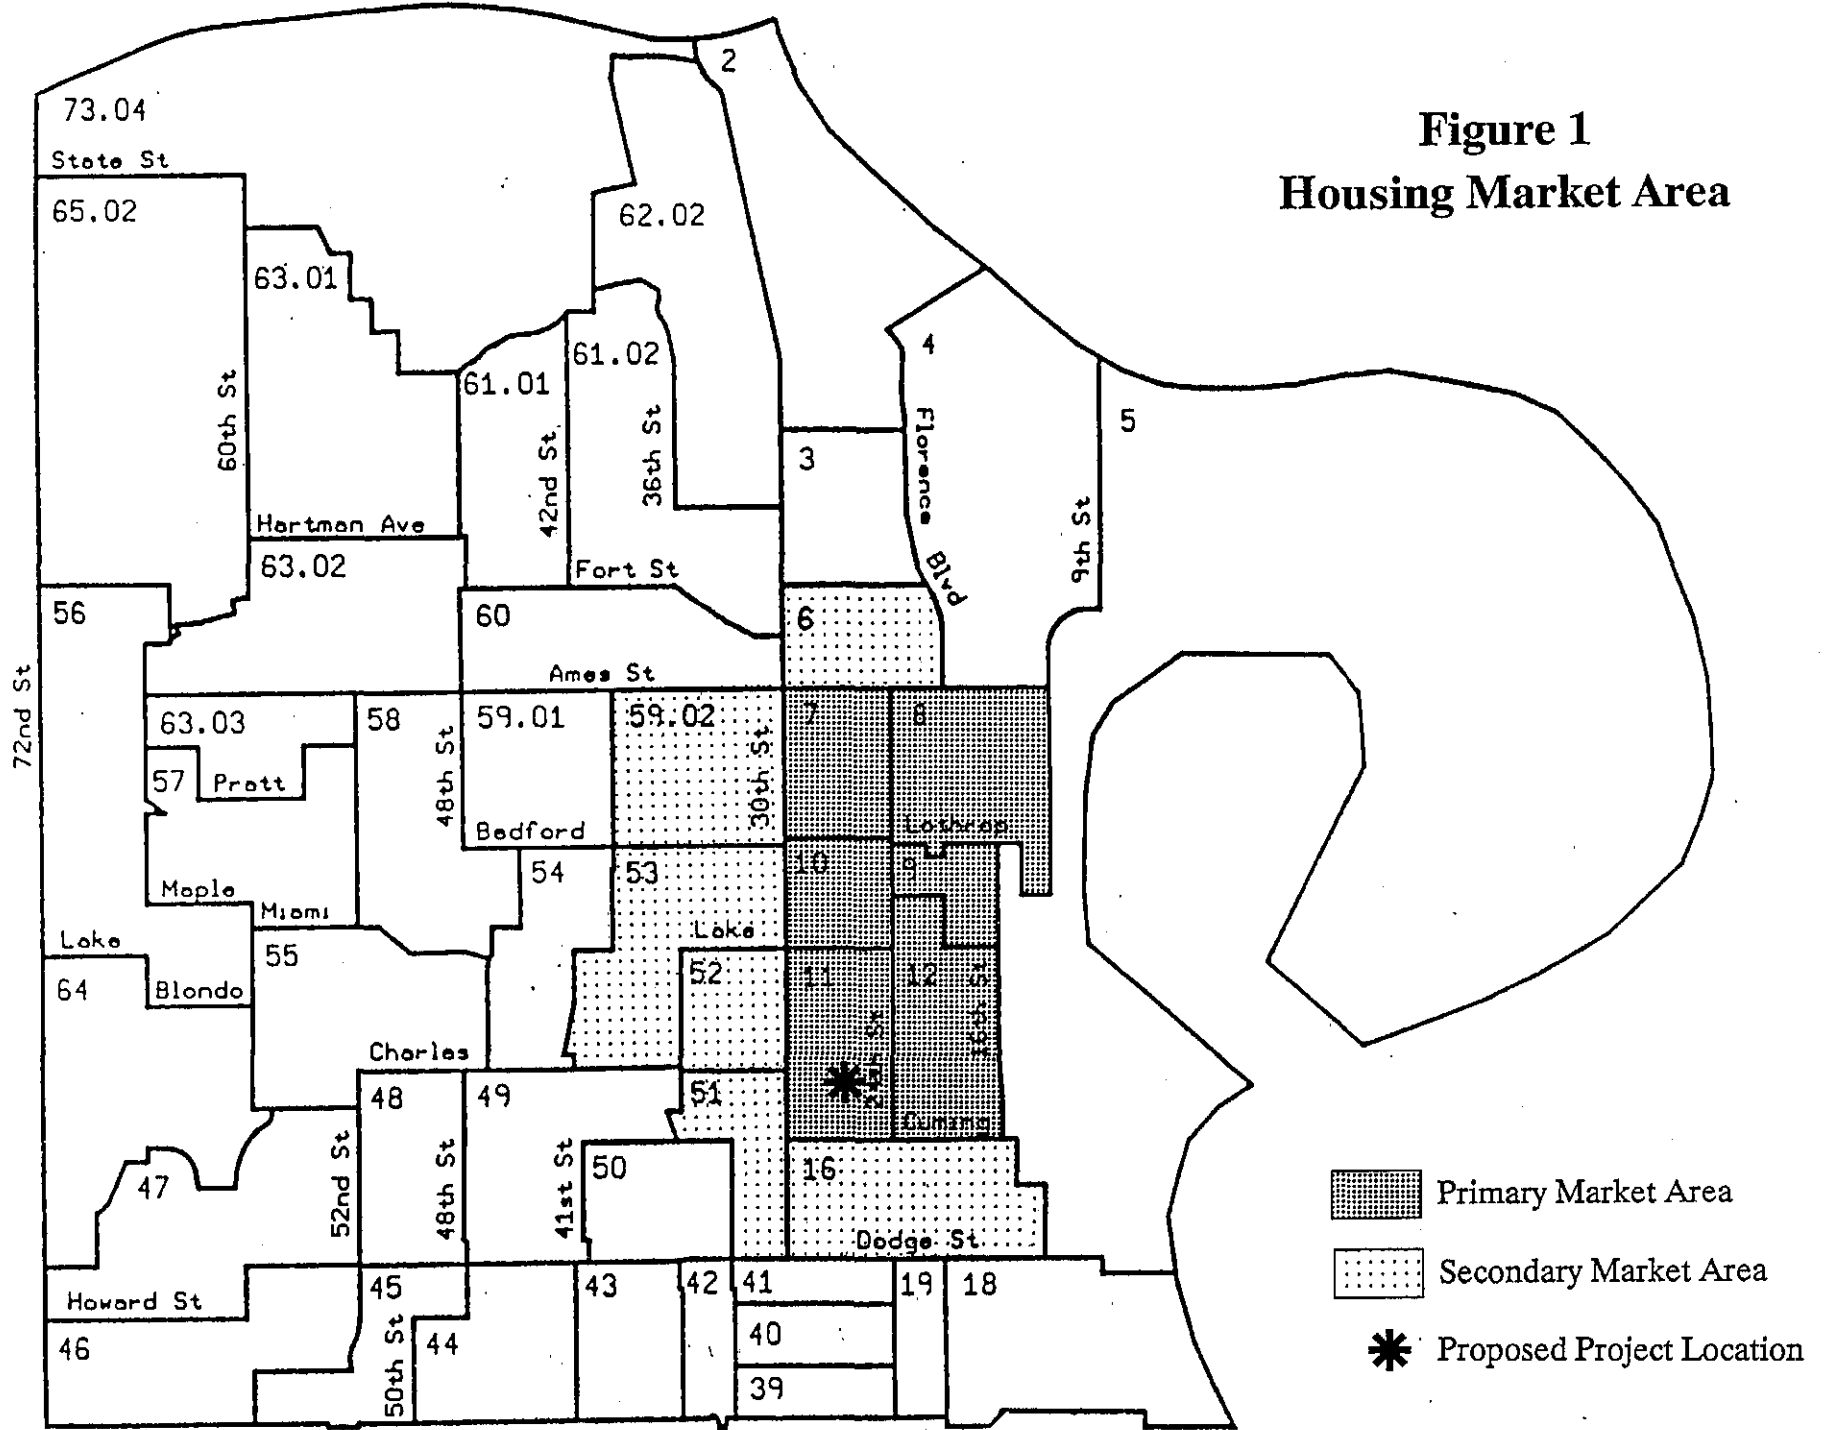 2
73.04
Figure 1
Housing Market Area
State St
65.02
62.02
63.01
4
61.02
61.01
60th St
36th St
42nd St
Florence Blvd
5
3
9th St
Hartman Ave
63.02
Fort St
56
60
6
Ames St
72nd St
63.03
58
59.01
59.02
7
8
48th St
30th St
57
Pratt
Bedford
Lothrop
54
53
10
9
Maple
Miami
Lake
Lake
55
52
11
12
16th St
64
Blondo
24th St
Charles
48
49
51
Cuming
47
52nd St
48th St
41st St
50
16
Primary Market Area
Dodge St
Secondary Market Area
45
43
42
41
19
18
Howard St
46
50th St
44
40
Proposed Project Location
39